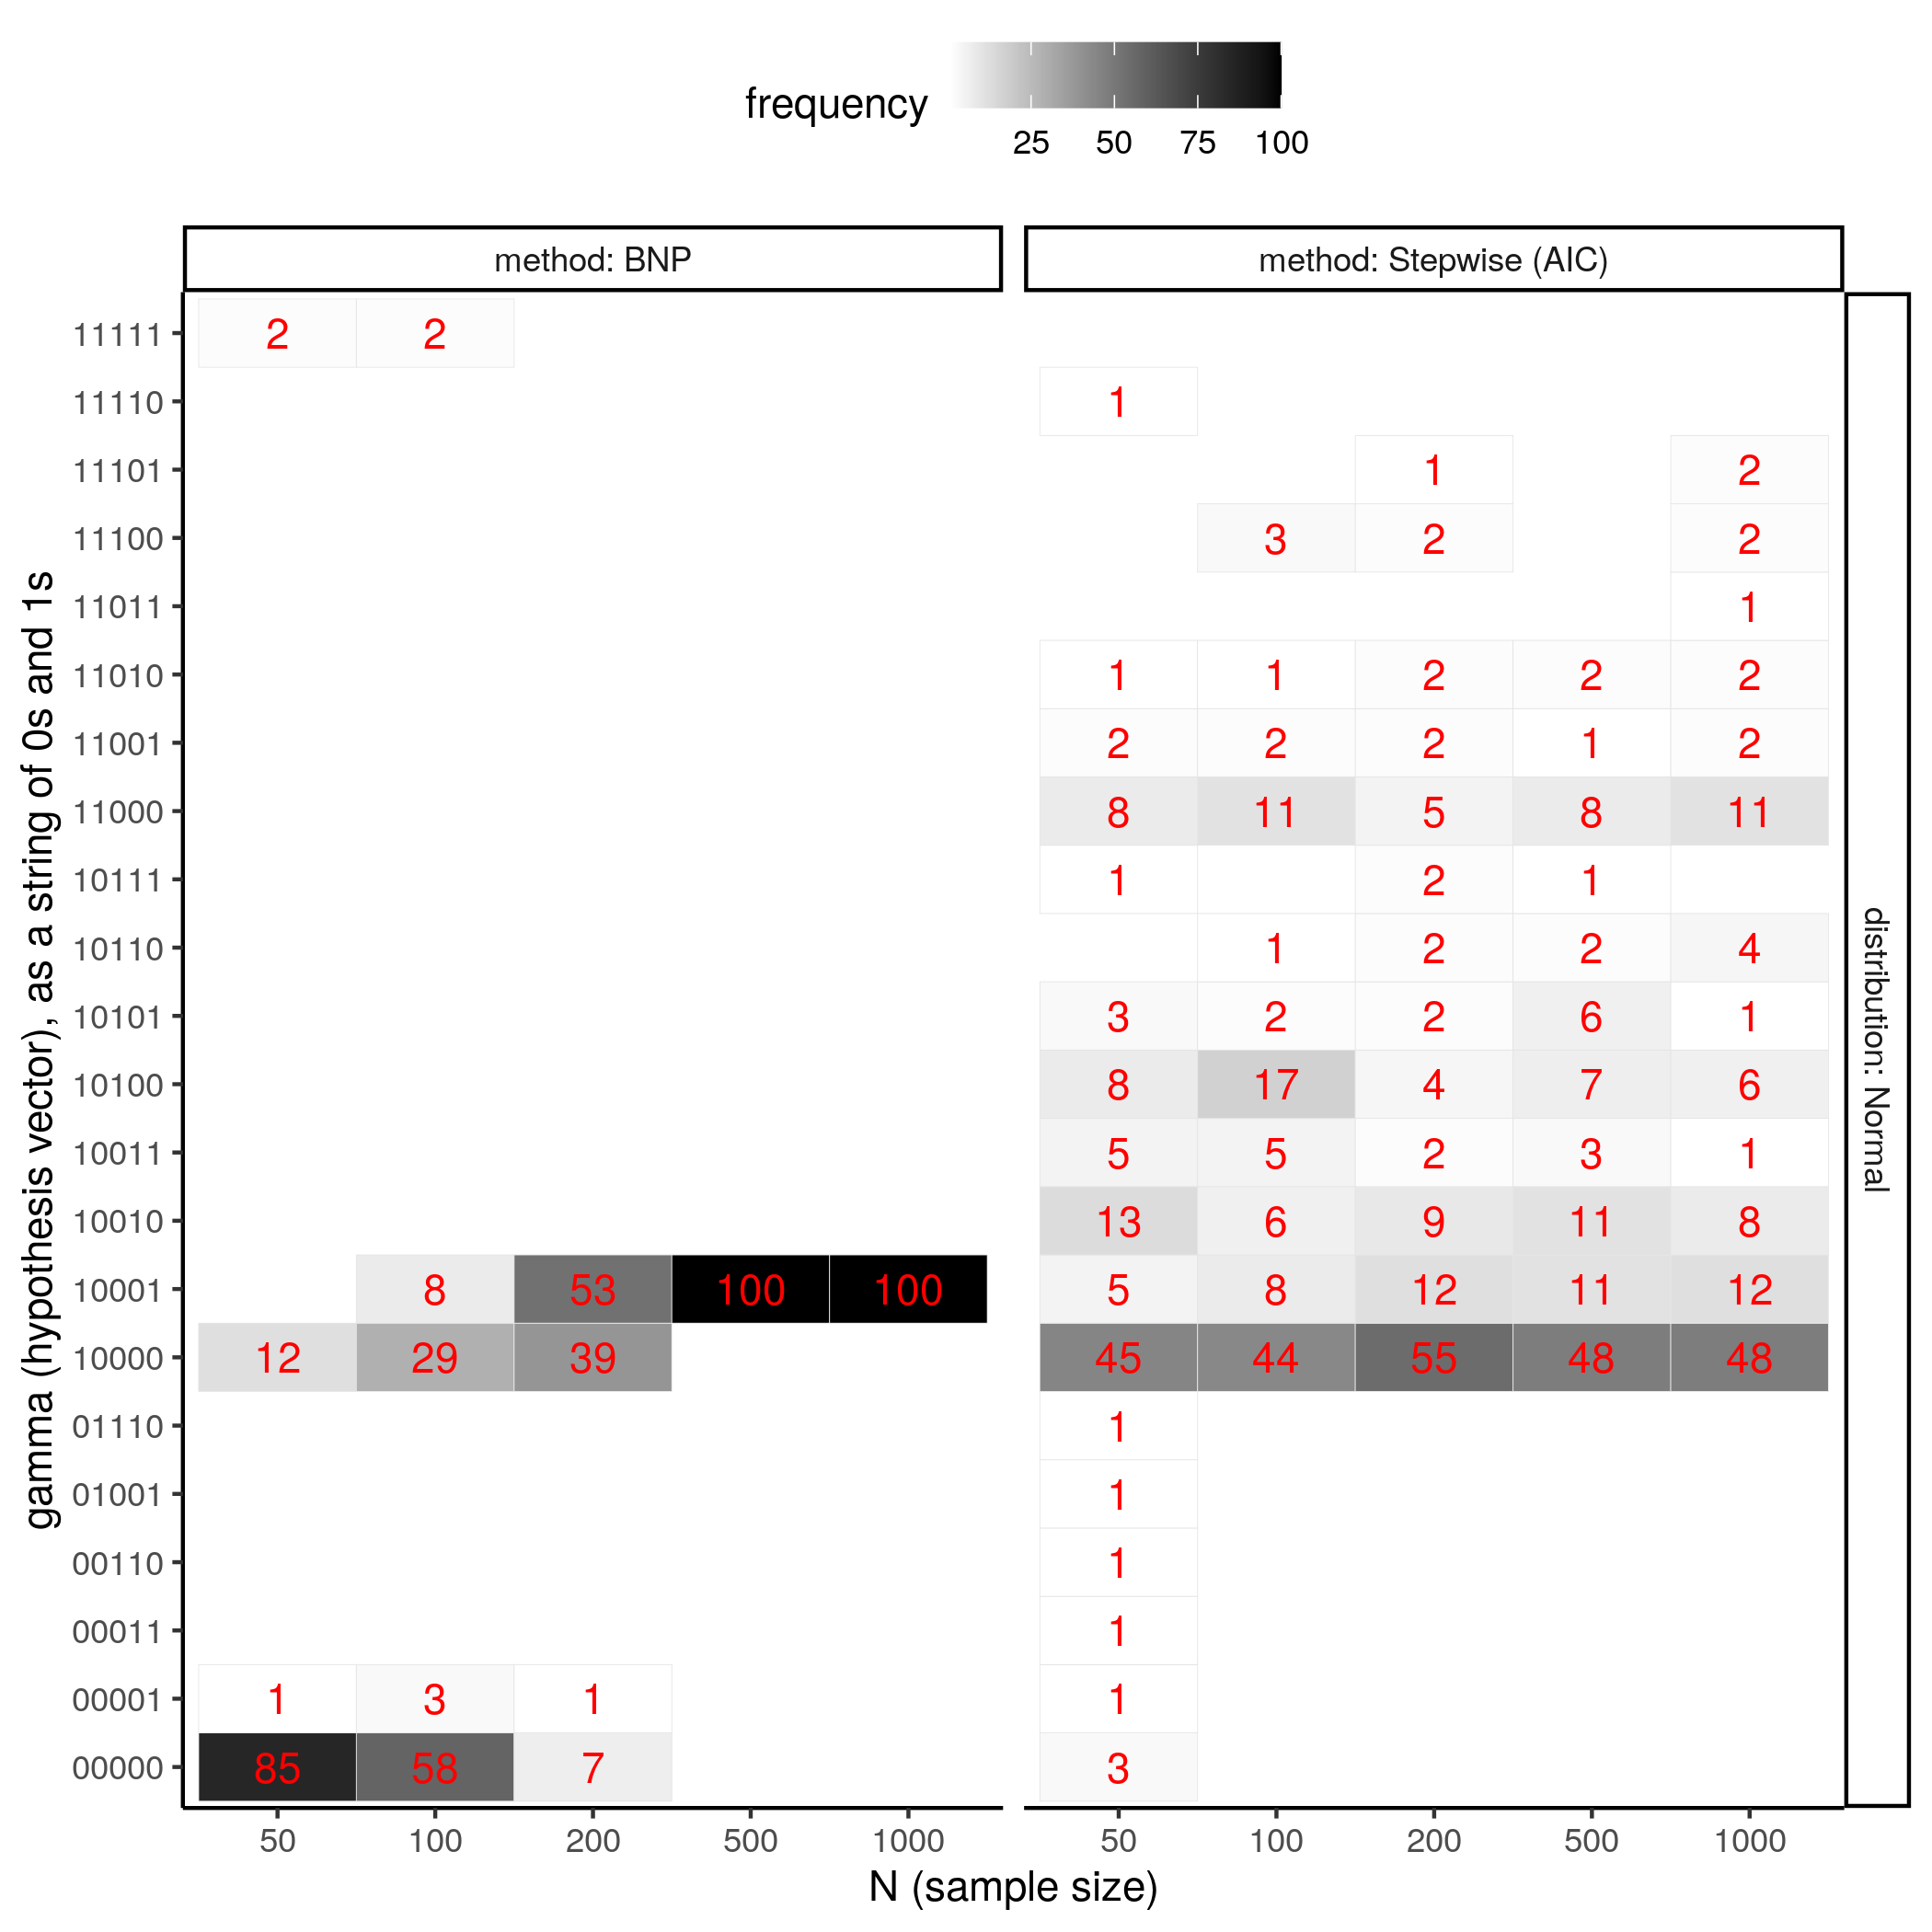 frequency
25 50 75 100
method: BNP
method: Stepwise (AIC)
distribution: Normal
gamma (hypothesis vector), as a string of 0s and 1s
11111 2 2
11110 1
11101 1 2
11100 3 2 2
11011 1
11010 1 1 2 2 2
11001 2 2 2 1 2
11000 8 11 5 8 11
10111 1 2 1
10110 1 2 2 4
10101 3 2 2 6 1
10100 8 17 4 7 6
10011 5 5 2 3 1
10010 13 6 9 11 8
10001 8 53 100 100 5 8 12 11 12
10000 12 29 39 45 44 55 48 48
01110 1
01001 1
00110 1
00011 1
00001 1 3 1 1
00000 85 58 7 3
50 100 200 500 1000 50 100 200 500 1000
N (sample size)